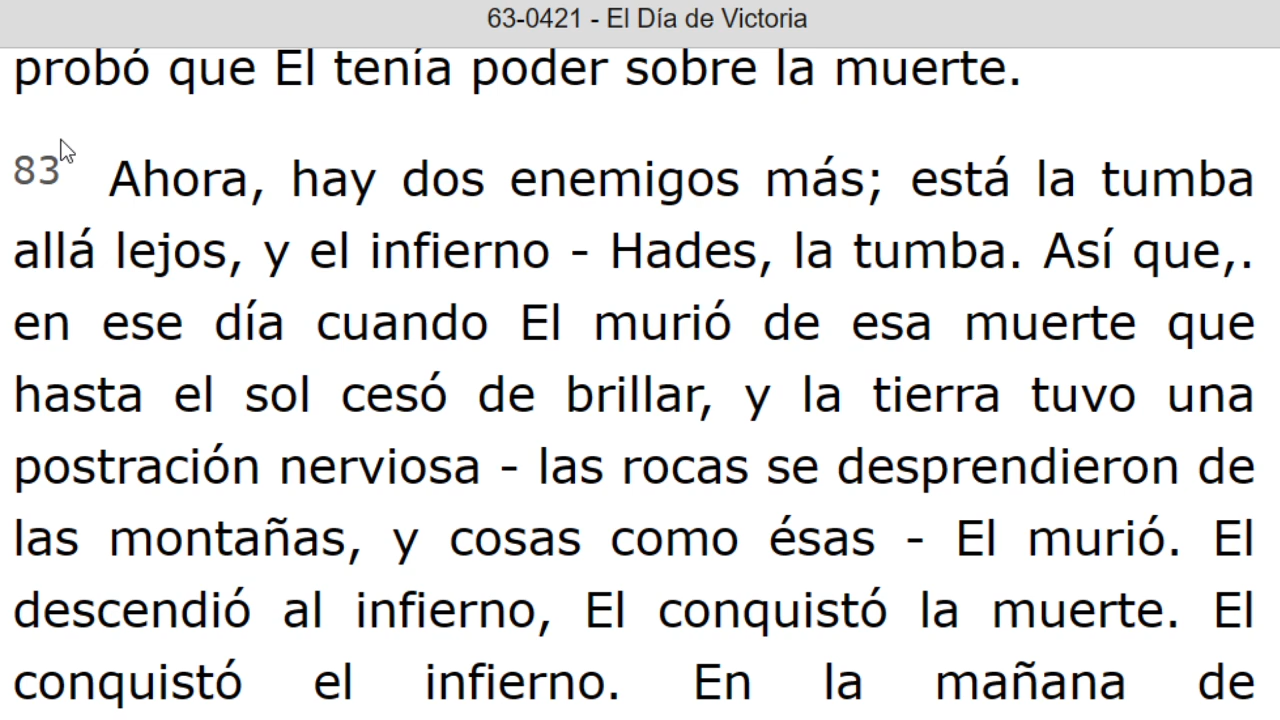 63-0421 - El Día de Victoria
probó que El tenía poder sobre la muerte.
83 Ahora, hay dos enemigos más; está la tumba
allá lejos, y el infierno - Hades, la tumba. Así que,.
en ese día cuando El murió de esa muerte que
hasta el sol cesó de brillar, y la tierra tuvo una
postración nerviosa - las rocas se desprendieron de
las montañas, y cosas como ésas - El murió. El
descendió al infierno, El conquistó la muerte. El
conquistó el infierno. En la mañana de